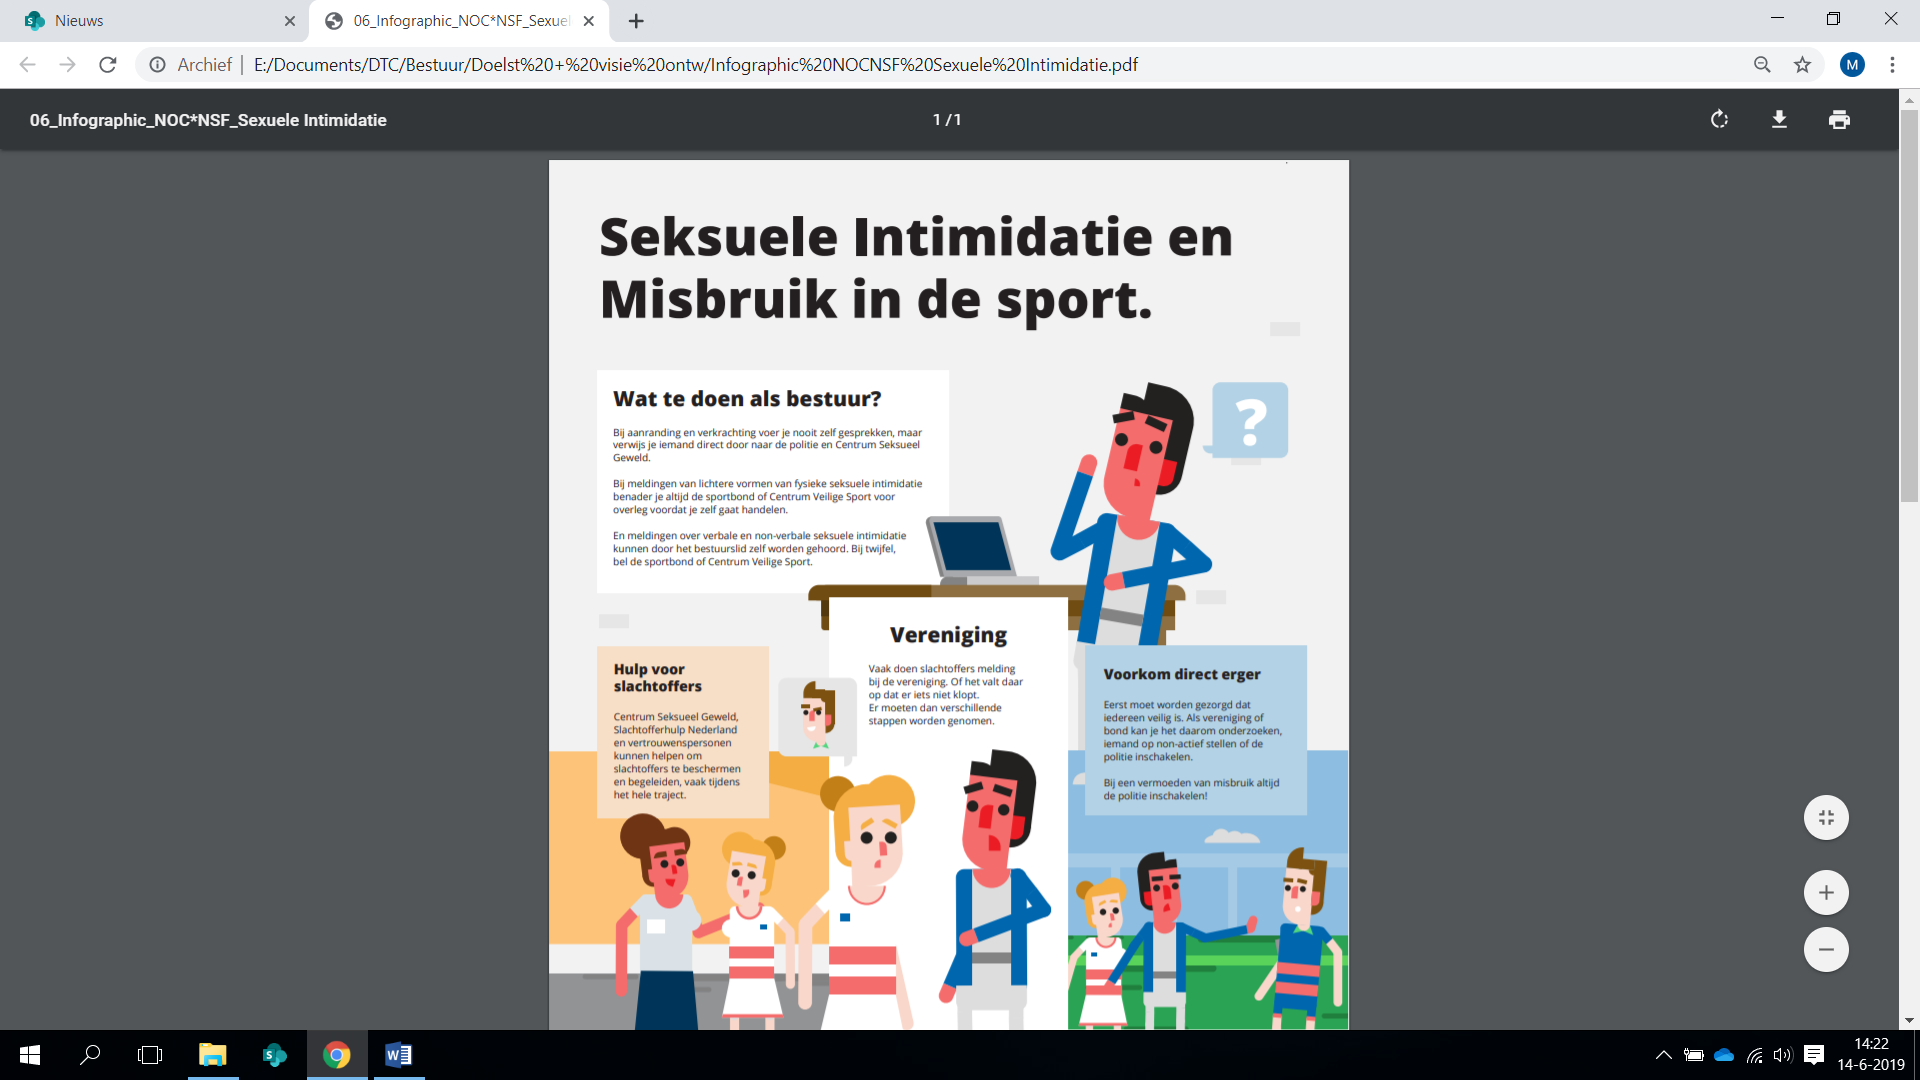 Nieuws
06_Infographic_NOC*NSF_Sexue
Archief
E:/Documents/DTC/Bestuur/Doelst%20+%20visie%20ontw/Infographic%20NOCNSF%20Sexuele%20Intimidatie.pdf
M
06_Infographic_NOC*NSF_Sexuele Intimidatie
1 / 1
Seksuele Intimidatie en
Misbruik in de sport.
Wat te doen als bestuur?
Bij aanranding en verkrachting voer je nooit zelf gesprekken, maar
verwijs je iemand direct door naar de politie en Centrum Seksueel
Geweld.
Bij meldingen van lichtere vormen van fysieke seksuele intimidatie
benader je altijd de sportbond of Centrum Veilige Sport voor
overleg voordat je zelf gaat handelen.
En meldingen over verbale en non-verbale seksuele intimidatie
kunnen door het bestuurslid zelf worden gehoord. Bij twijfel,
bel de sportbond of Centrum Veilige Sport.
?
Vereniging
Vaak doen slachtoffers melding
bij de vereniging. Of het valt daar
op dat er iets niet klopt.
Er moeten dan verschillende
stappen worden genomen.
Hulp voor
slachtoffers
Centrum Seksueel Geweld,
Slachtofferhulp Nederland
en vertrouwenspersonen
kunnen helpen om
slachtoffers te beschermen
en begeleiden, vaak tijdens
het hele traject.
Voorkom direct erger
Eerst moet worden gezorgd dat
iedereen veilig is. Als vereniging of
bond kan je het daarom onderzoeken,
iemand op non-actief stellen of de
politie inschakelen.
Bij een vermoeden van misbruik altijd
de politie inschakelen!
14:22
14-6-2019